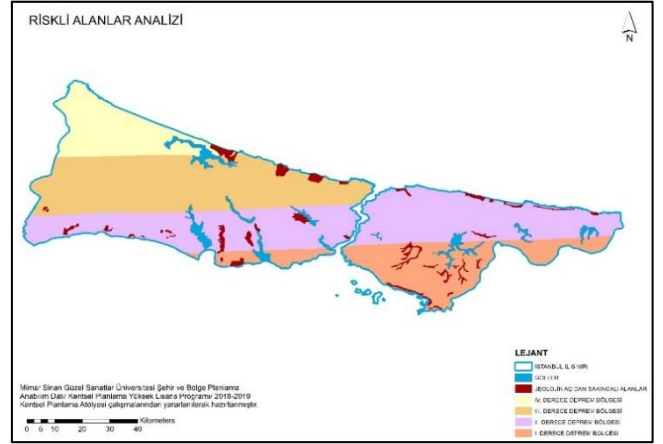 RİSKLİ ALANLAR ANALİZİ
N
Mimar Sinan Güzel Sanatlar Üniversitesi Şehir ve Bölge Planlama
Anabilim Dalı/ Kentsel Planlama Yüksek Lisans Programı/ 2018-2019
Kentsel Planlama Atölyesi çalışmalarından yararlanılarak hazırlanmıştır.
Kilometers
0 5 10 20 30 40
LEJANT
İSTANBUL İL SINIRI
GÖLLER
JEOLOJİK AÇIDAN SAKINCALI ALANLAR
IV. DERECE DEPREM BÖLGESİ
III. DERECE DEPREM BÖLGESİ
II. DERECE DEPREM BÖLGESİ
I. DERECE DEPREM BÖLGESİ